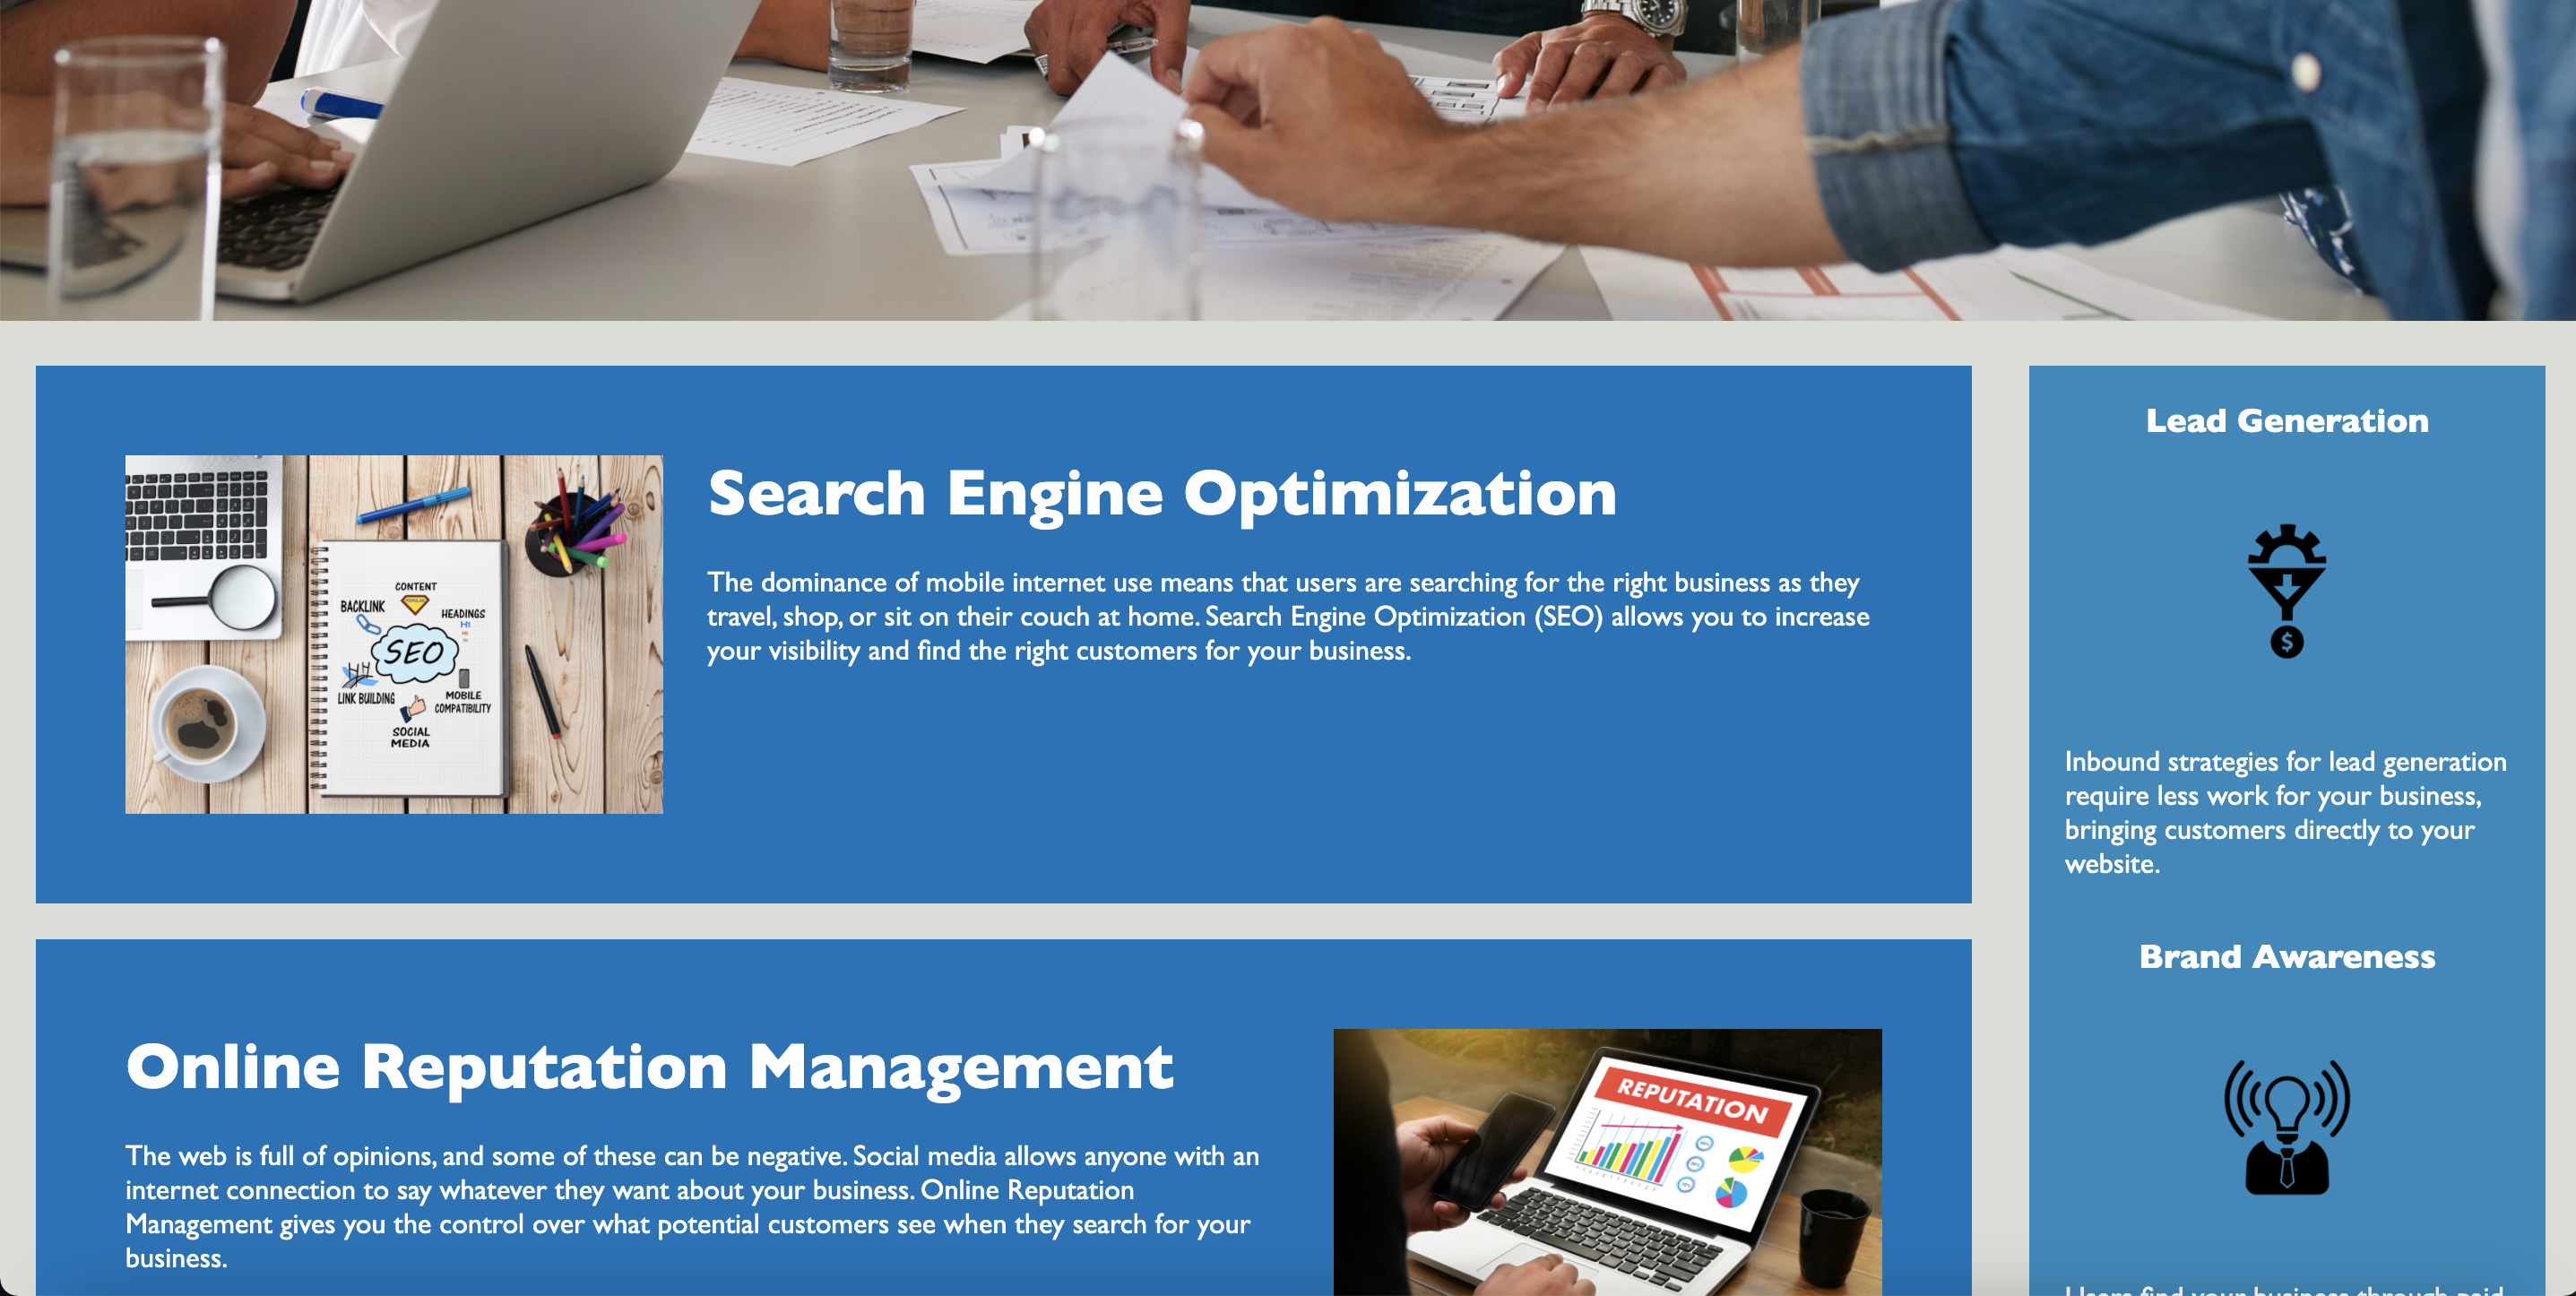 Search Engine Optimization
The dominance of mobile internet use means that users are searching for the right business as they
travel, shop, or sit on their couch at home. Search Engine Optimization (SEO) allows you to increase
your visibility and find the right customers for your business.
CONTENT
BACKLINK
HEADINGS
H1
SEO
LINK BUILDING
MOBILE
COMPATIBILITY
SOCIAL
MEDIA
Online Reputation Management
The web is full of opinions, and some of these can be negative. Social media allows anyone with an
internet connection to say whatever they want about your business. Online Reputation
Management gives you the control over what potential customers see when they search for your
business.
REPUTATION
Lead Generation
$
Inbound strategies for lead generation
require less work for your business,
bringing customers directly to your
website.
Brand Awareness
Users find your business through paid